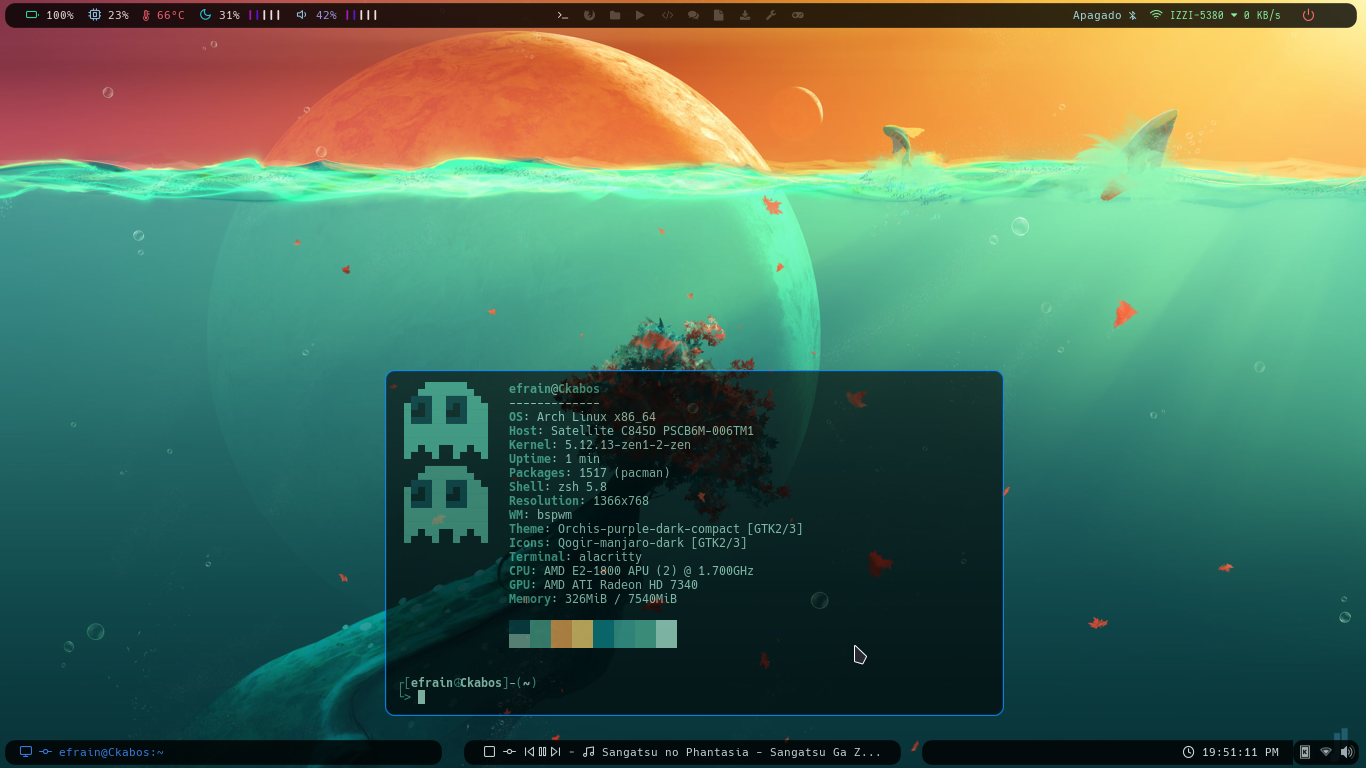 100% 23% 66°C 31% 42% Apagado IZZI-5380 0 KB/s
efrain@Ckabos
-------------
OS: Arch Linux x86_64
Host: Satellite C845D PSCB6M-006TM1
Kernel: 5.12.13-zen1-2-zen
Uptime: 1 min
Packages: 1517 (pacman)
Shell: zsh 5.8
Resolution: 1366x768
WM: bspwm
Theme: Orchis-purple-dark-compact [GTK2/3]
Icons: Qogir-manjaro-dark [GTK2/3]
Terminal: alacritty
CPU: AMD E2-1800 APU (2) @ 1.700GHz
GPU: AMD ATI Radeon HD 7340
Memory: 326MiB / 7540MiB
┌[efrain☮Ckabos]-(~)
└>
efrain@Ckabos:~ - Sangatsu no Phantasia - Sangatsu Ga Z... 19:51:11 PM